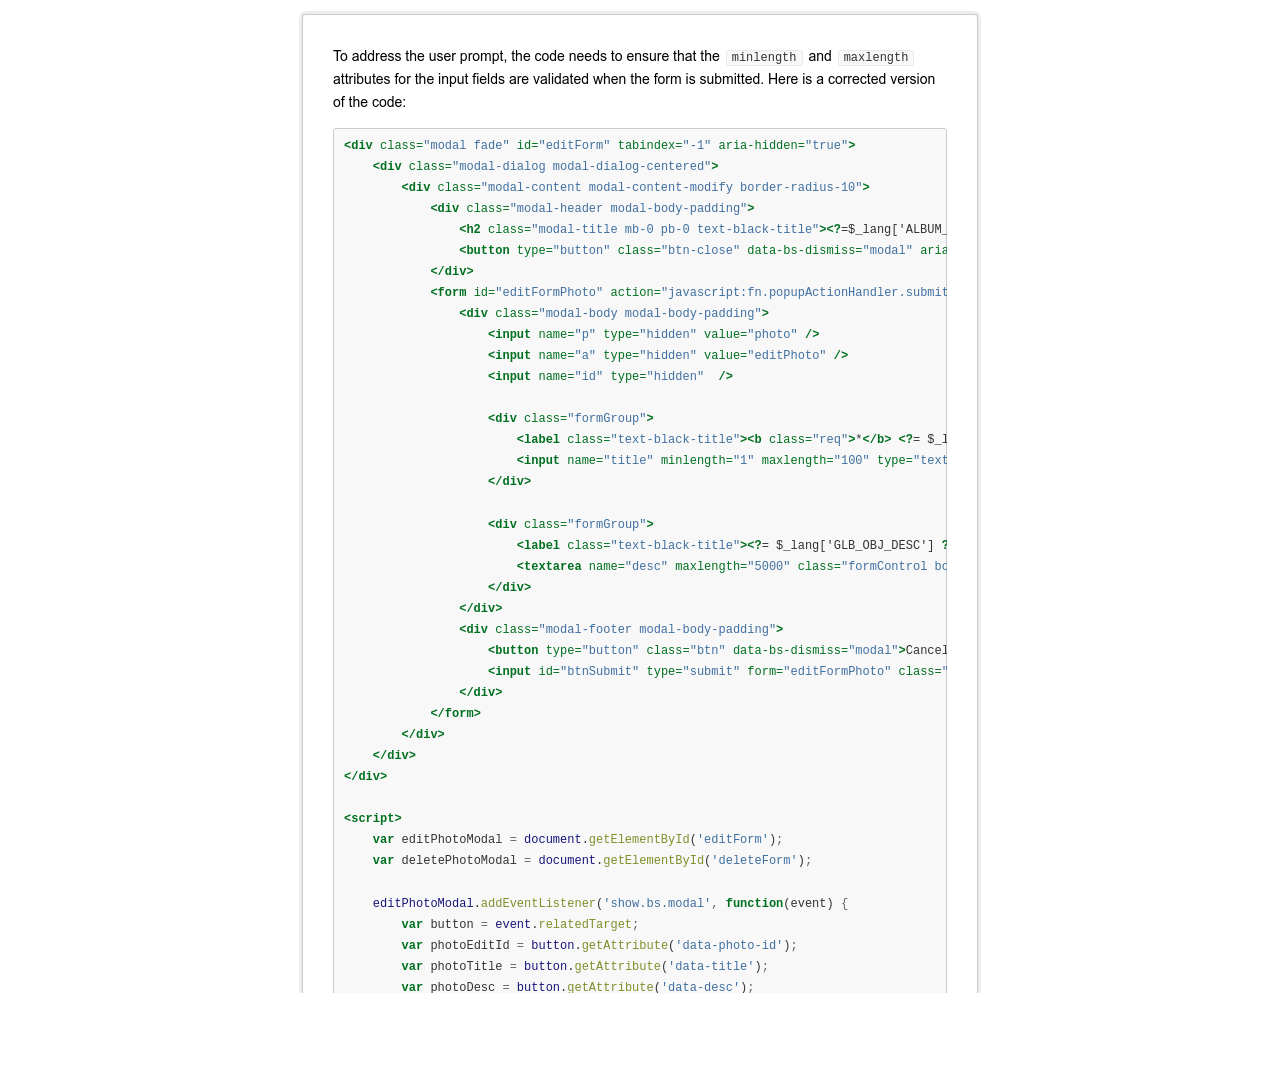 To address the user prompt, the code needs to ensure that the minlength and maxlength
attributes for the input fields are validated when the form is submitted. Here is a corrected version
of the code:
<div class="modal fade" id="editForm" tabindex="-1" aria-hidden="true">
    <div class="modal-dialog modal-dialog-centered">
        <div class="modal-content modal-content-modify border-radius-10">
            <div class="modal-header modal-body-padding">
                <h2 class="modal-title mb-0 pb-0 text-black-title"><?=$_lang['ALBUM_
                <button type="button" class="btn-close" data-bs-dismiss="modal" aria
            </div>
            <form id="editFormPhoto" action="javascript:fn.popupActionHandler.submit
                <div class="modal-body modal-body-padding">
                    <input name="p" type="hidden" value="photo" />
                    <input name="a" type="hidden" value="editPhoto" />
                    <input name="id" type="hidden"  />

                    <div class="formGroup">
                        <label class="text-black-title"><b class="req">*</b> <?= $_l
                        <input name="title" minlength="1" maxlength="100" type="text
                    </div>

                    <div class="formGroup">
                        <label class="text-black-title"><?= $_lang['GLB_OBJ_DESC'] ?
                        <textarea name="desc" maxlength="5000" class="formControl bo
                    </div>
                </div>
                <div class="modal-footer modal-body-padding">
                    <button type="button" class="btn" data-bs-dismiss="modal">Cancel
                    <input id="btnSubmit" type="submit" form="editFormPhoto" class="
                </div>
            </form>
        </div>
    </div>
</div>

<script>
    var editPhotoModal = document.getElementById('editForm');
    var deletePhotoModal = document.getElementById('deleteForm');

    editPhotoModal.addEventListener('show.bs.modal', function(event) {
        var button = event.relatedTarget;
        var photoEditId = button.getAttribute('data-photo-id');
        var photoTitle = button.getAttribute('data-title');
        var photoDesc = button.getAttribute('data-desc');